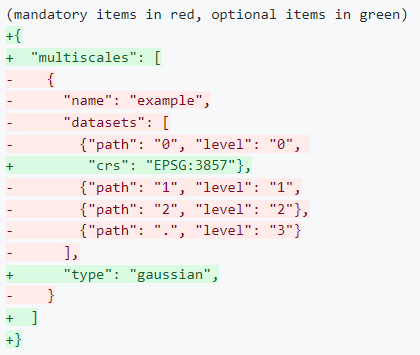 (mandatory items in red, optional items in green)
+{
+  "multiscales": [
-    {
-      "name": "example",
-      "datasets": [
-        {"path": "0", "level": "0",
+         "crs": "EPSG:3857"},
-        {"path": "1", "level": "1",
-        {"path": "2", "level": "2"},
-        {"path": ".", "level": "3"}
-      ],
+      "type": "gaussian",
-    }
+  ]
+}